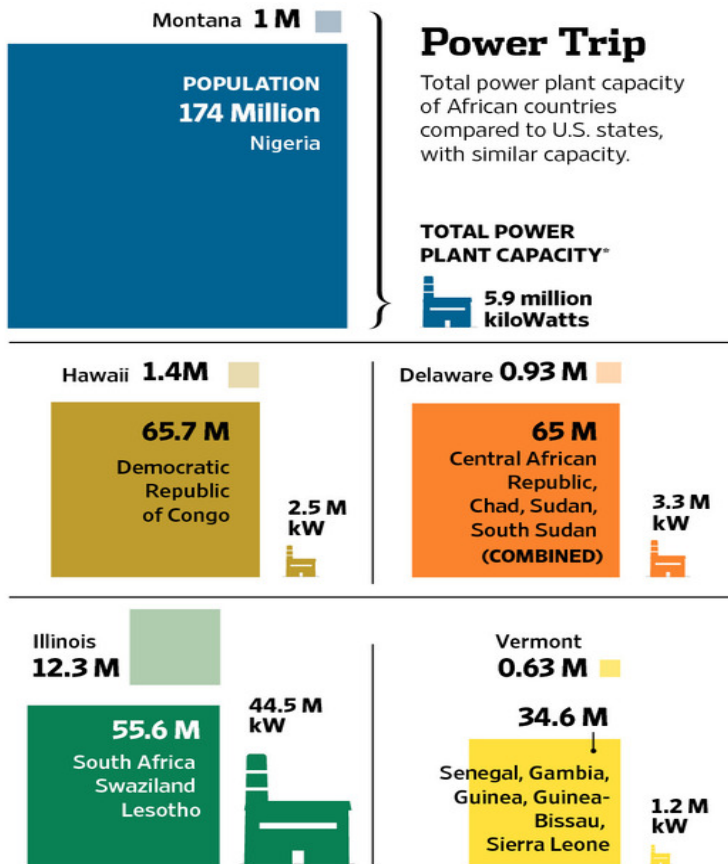 Montana 1 M
POPULATION
174 Million
Nigeria
Power Trip
Total power plant capacity
of African countries
compared to U.S. states,
with similar capacity.
TOTAL POWER
PLANT CAPACITY*
5.9 million
kiloWatts
Hawaii 1.4M
65.7 M
Democratic
Republic
of Congo
2.5 M
kW
Delaware 0.93 M
65 M
Central African
Republic,
Chad, Sudan,
South Sudan
(COMBINED)
3.3 M
kW
Illinois
12.3 M
55.6 M
South Africa
Swaziland
Lesotho
44.5 M
kW
Vermont
0.63 M
34.6 M
Senegal, Gambia,
Guinea, Guinea-
Bissau,
Sierra Leone
1.2 M
kW